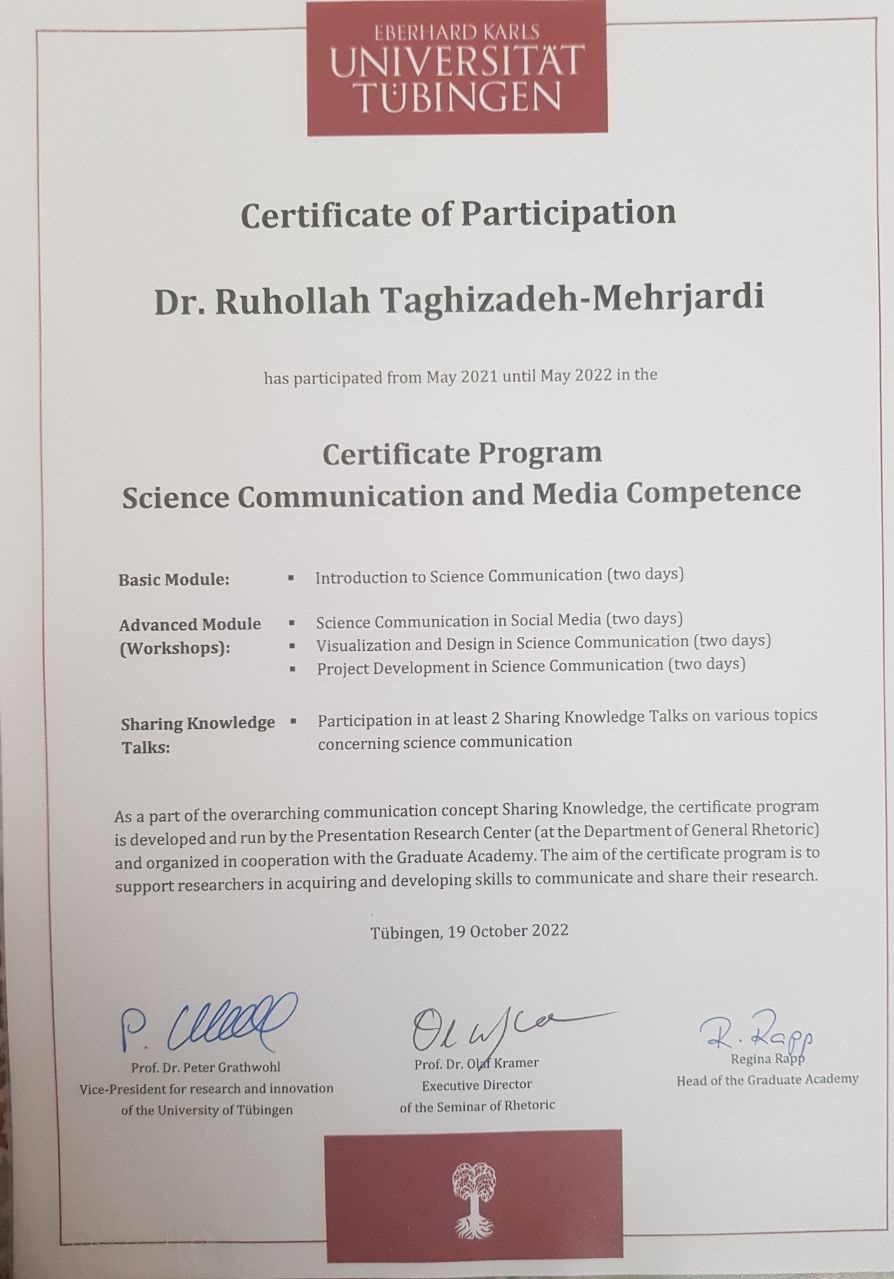 EBERHARD KARLS
UNIVERSITÄT
TÜBINGEN
Certificate of Participation
Dr. Ruhollah Taghizadeh-Mehrjardi
has participated from May 2021 until May 2022 in the
Certificate Program
Science Communication and Media Competence
Basic Module: ▪ Introduction to Science Communication (two days)
Advanced Module ▪ Science Communication in Social Media (two days)
(Workshops): ▪ Visualization and Design in Science Communication (two days)
▪ Project Development in Science Communication (two days)
Sharing Knowledge ▪ Participation in at least 2 Sharing Knowledge Talks on various topics
Talks: concerning science communication
As a part of the overarching communication concept Sharing Knowledge, the certificate program
is developed and run by the Presentation Research Center (at the Department of General Rhetoric)
and organized in cooperation with the Graduate Academy. The aim of the certificate program is to
support researchers in acquiring and developing skills to communicate and share their research.
Tübingen, 19 October 2022
R. Rapp
Prof. Dr. Peter Grathwohl
Vice-President for research and innovation
of the University of Tübingen
Prof. Dr. Olaf Kramer
Executive Director
of the Seminar of Rhetoric
Regina Rapp
Head of the Graduate Academy